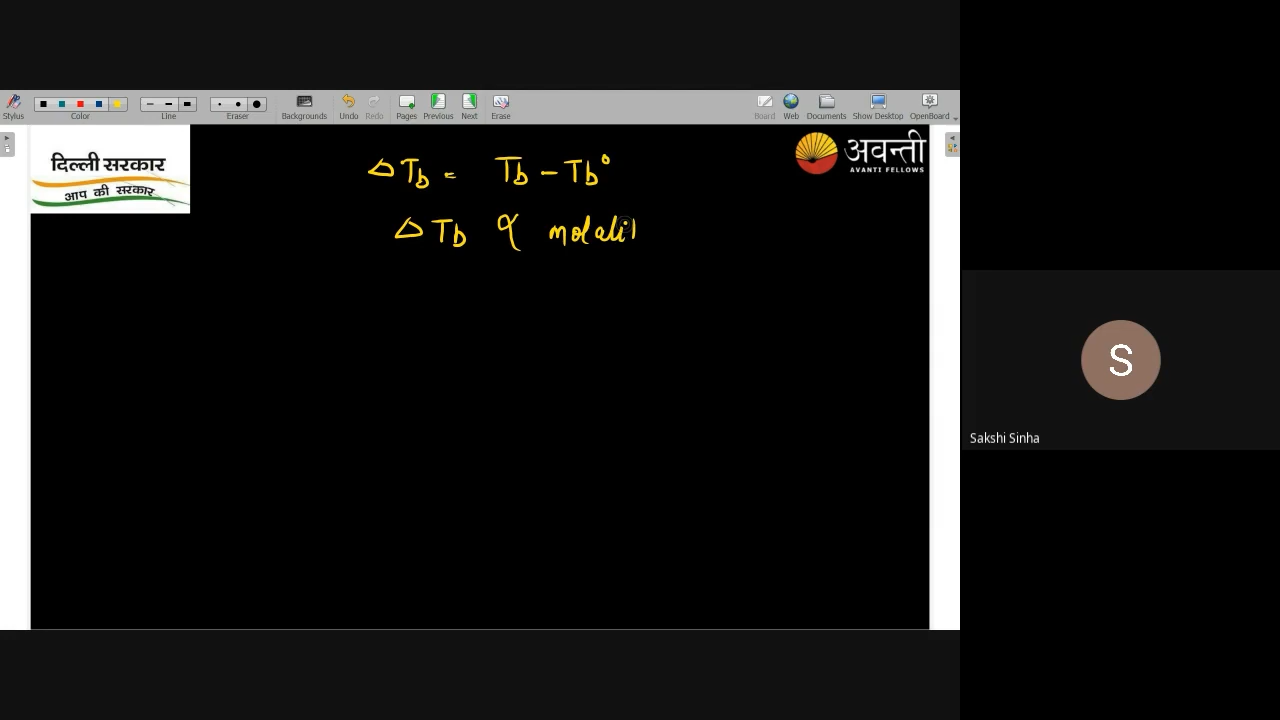 Stylus
Color
Line
Eraser
Backgrounds
Undo
Redo
Pages
Previous
Next
Erase
Board
Web
Documents
Show Desktop
OpenBoard
दिल्ली सरकार
आप की सरकार
अवन्ती
AVANTI FELLOWS
ΔTb = Tb - Tb°
ΔTb ∝ molali
S
Sakshi Sinha